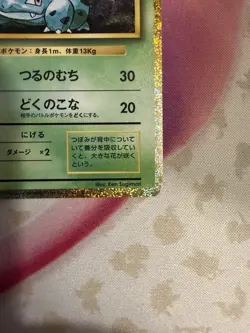 ポケモン：身長1m、体重13Kg
つるのむち 30
どくのこな 20
相手のバトルポケモンをどくにする。
にげる
ダメージ ×2
つぼみが背中について
いて養分を吸収していく
と、大きな花が咲くと
いう。
Illus. Ken Sugimori